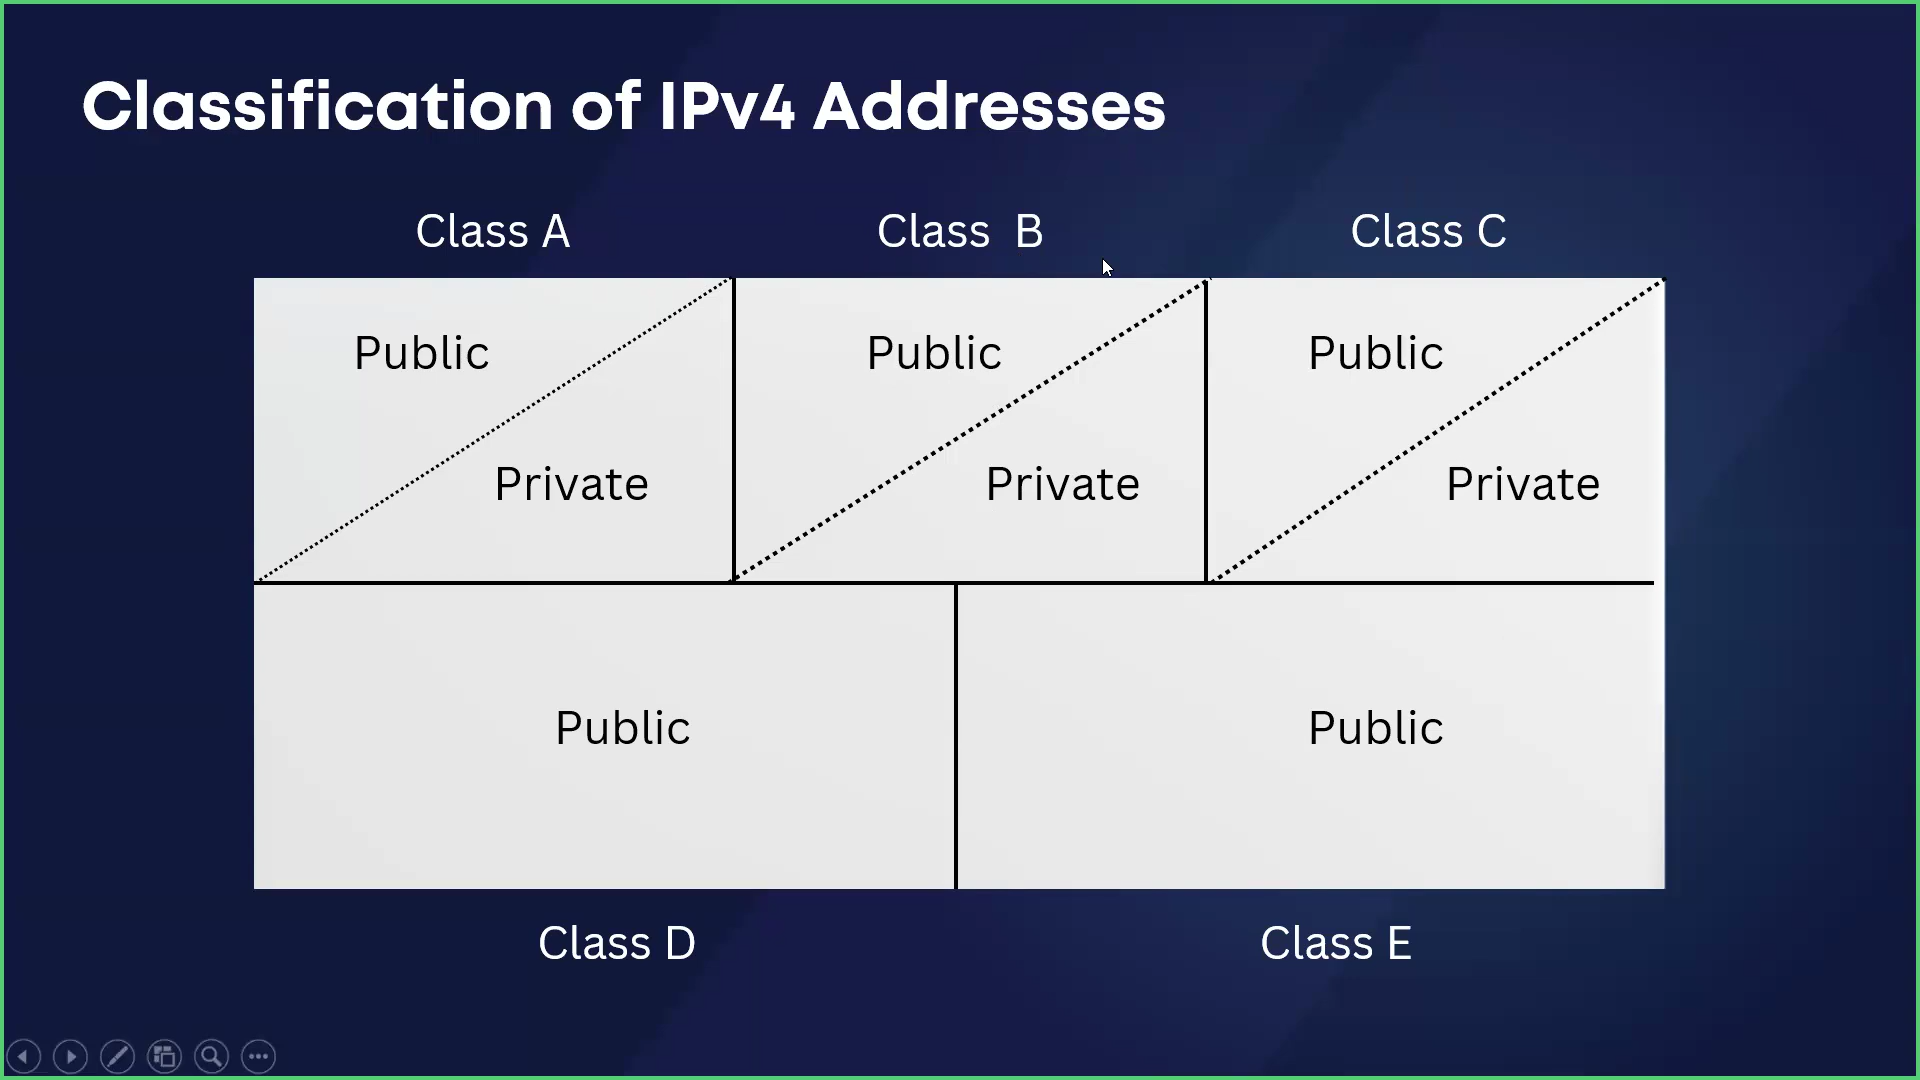 Classification of IPv4 Addresses
Class A
Class B
Class C
Public
Public
Public
Private
Private
Private
Public
Public
Class D
Class E